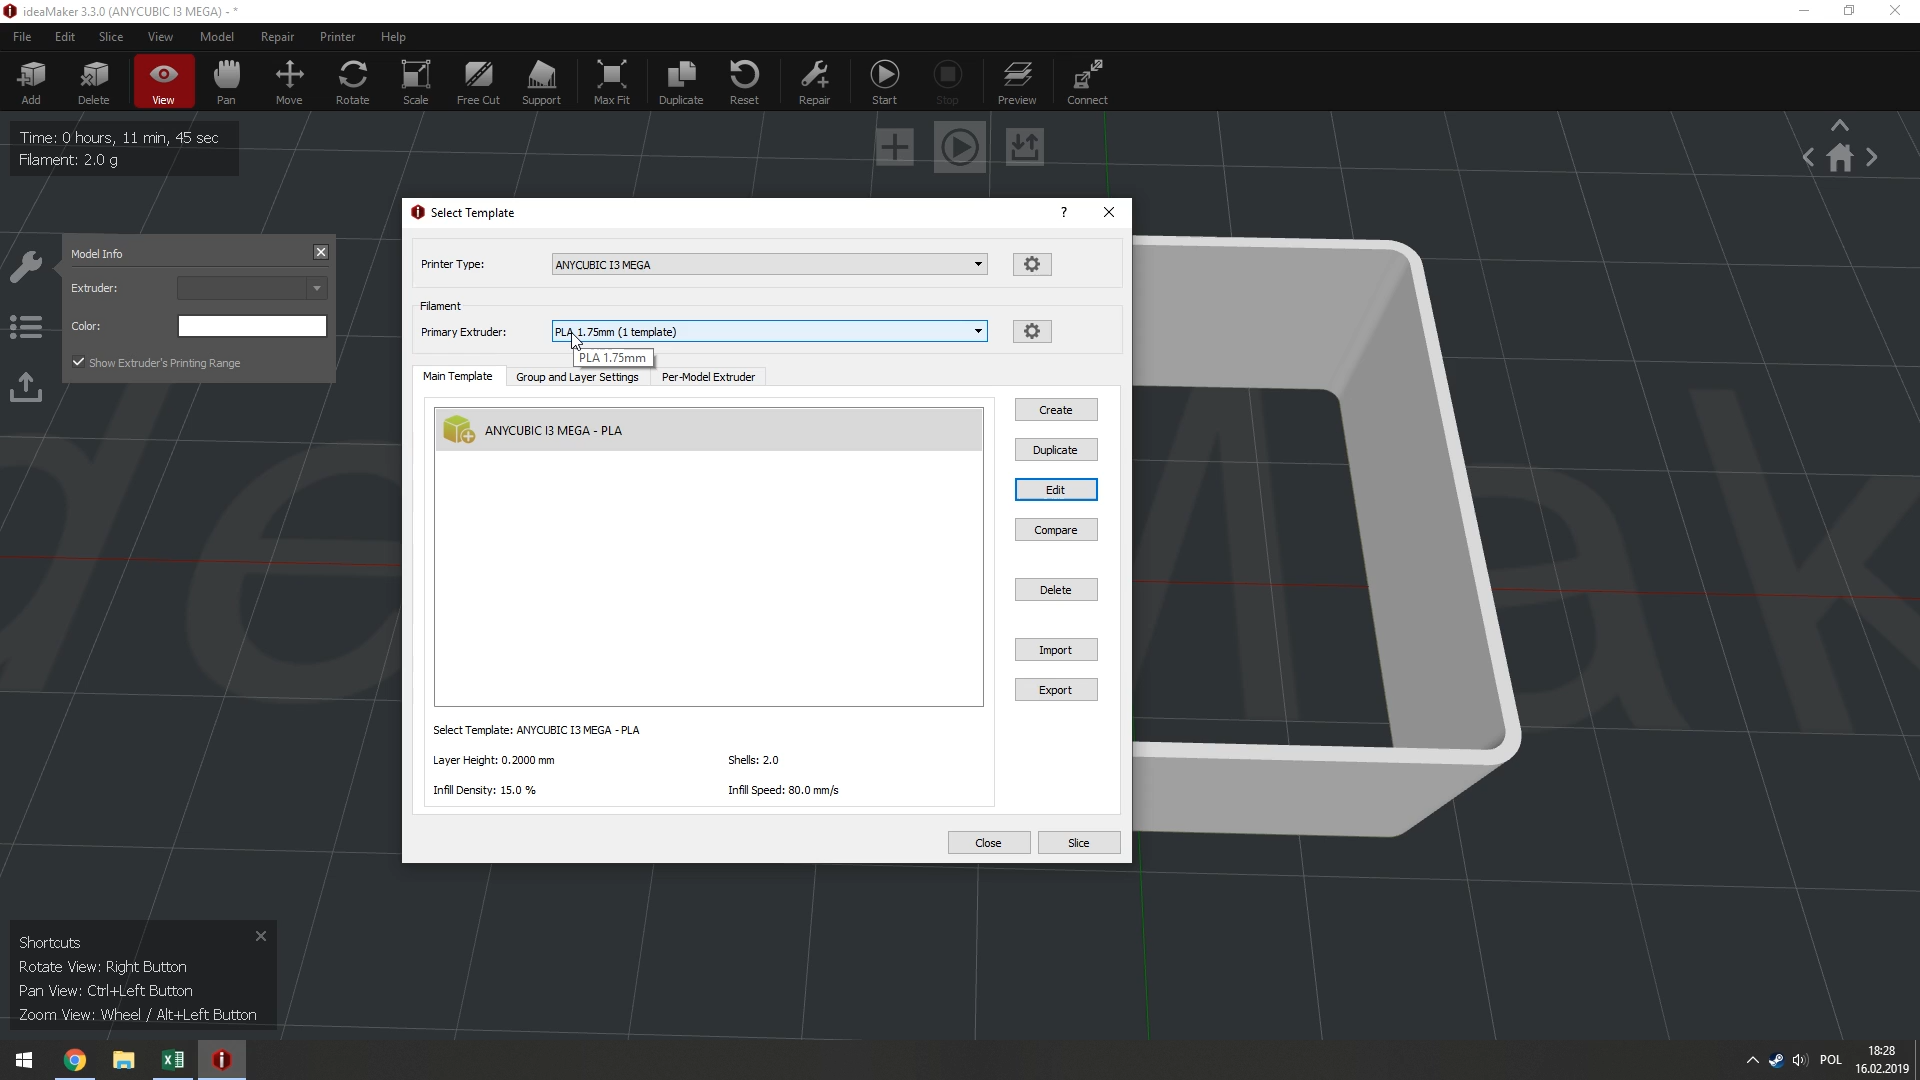 ideaMaker 3.3.0 (ANYCUBIC I3 MEGA) - *
File Edit Slice View Model Repair Printer Help
Add Delete View Pan Move Rotate Scale Free Cut Support Max Fit Duplicate Reset Repair Start Stop Preview Connect
Time: 0 hours, 11 min, 45 sec
Filament: 2.0 g
Model Info
Extruder:
Color:
Show Extruder's Printing Range
Select Template
?
Printer Type: ANYCUBIC I3 MEGA
Filament
Primary Extruder: PLA 1.75mm (1 template)
PLA 1.75mm
Main Template Group and Layer Settings Per-Model Extruder
ANYCUBIC I3 MEGA - PLA
Create
Duplicate
Edit
Compare
Delete
Import
Export
Select Template: ANYCUBIC I3 MEGA - PLA
Layer Height: 0.2000 mm Shells: 2.0
Infill Density: 15.0 % Infill Speed: 80.0 mm/s
Close Slice
Shortcuts
Rotate View: Right Button
Pan View: Ctrl+Left Button
Zoom View: Wheel / Alt+Left Button
POL
18:28
16.02.2019